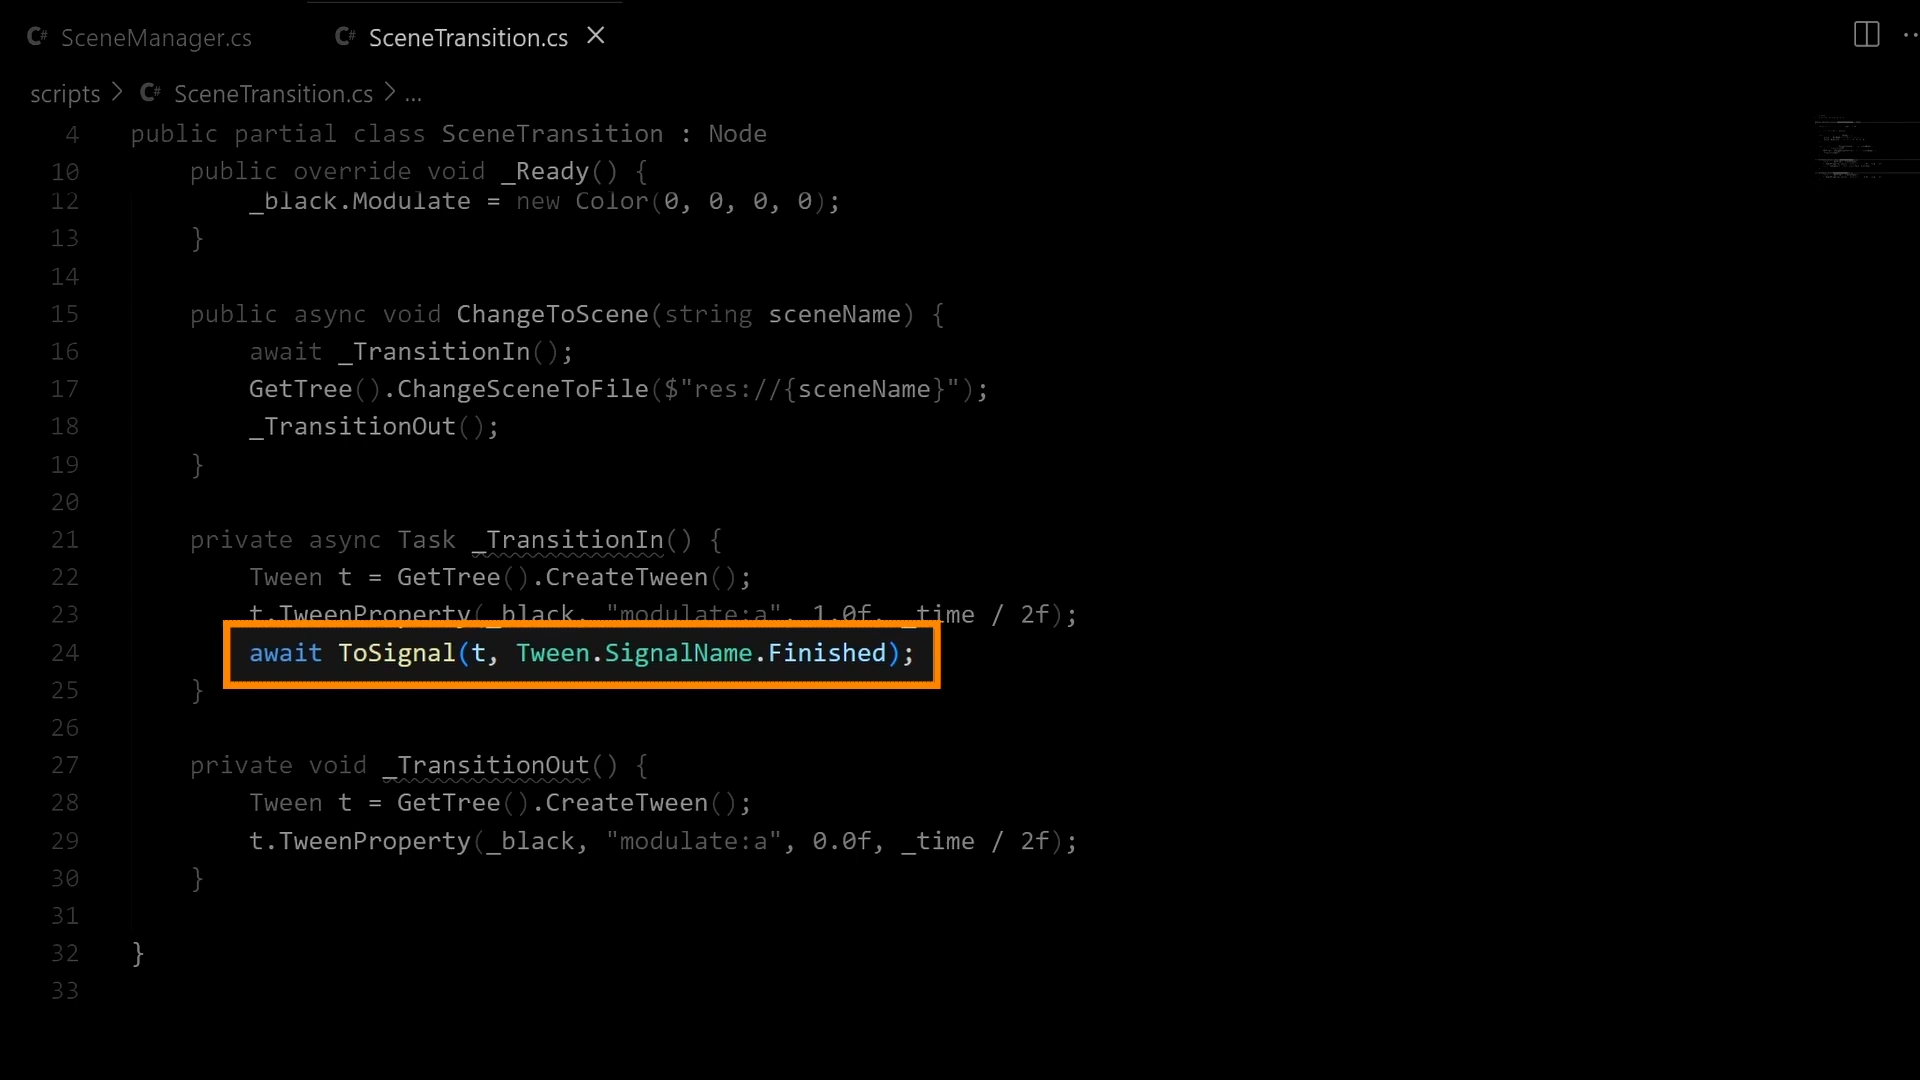 SceneManager.cs
SceneTransition.cs
scripts > SceneTransition.cs > ...
4 public partial class SceneTransition : Node
10 public override void _Ready() {
12 _black.Modulate = new Color(0, 0, 0, 0);
13 }
14
15 public async void ChangeToScene(string sceneName) {
16 await _TransitionIn();
17 GetTree().ChangeSceneToFile($"res://{sceneName}");
18 _TransitionOut();
19 }
20
21 private async Task _TransitionIn() {
22 Tween t = GetTree().CreateTween();
23 t.TweenProperty(_black, "modulate:a", 1.0f, _time / 2f);
24 await ToSignal(t, Tween.SignalName.Finished);
25 }
26
27 private void _TransitionOut() {
28 Tween t = GetTree().CreateTween();
29 t.TweenProperty(_black, "modulate:a", 0.0f, _time / 2f);
30 }
31
32 }
33